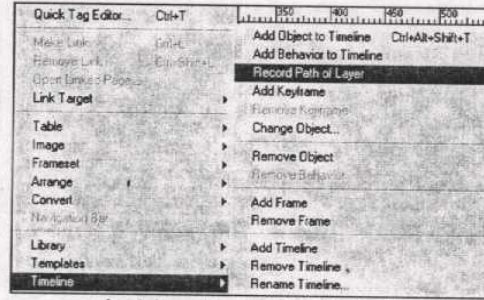 Quick Tag Editor... Ctrl+T
Make Link... Ctrl+L
Remove Link Ctrl+Shift+L
Open Linked Page...
Link Target
Table
Image
Frameset
Arrange
Convert
Navigation Bar
Library
Templates
Timeline
350 400 450 500
Add Object to Timeline Ctrl+Alt+Shift+T
Add Behavior to Timeline
Record Path of Layer
Add Keyframe
Remove Keyframe
Change Object...
Remove Object
Remove Behavior
Add Frame
Remove Frame
Add Timeline
Remove Timeline
Rename Timeline...